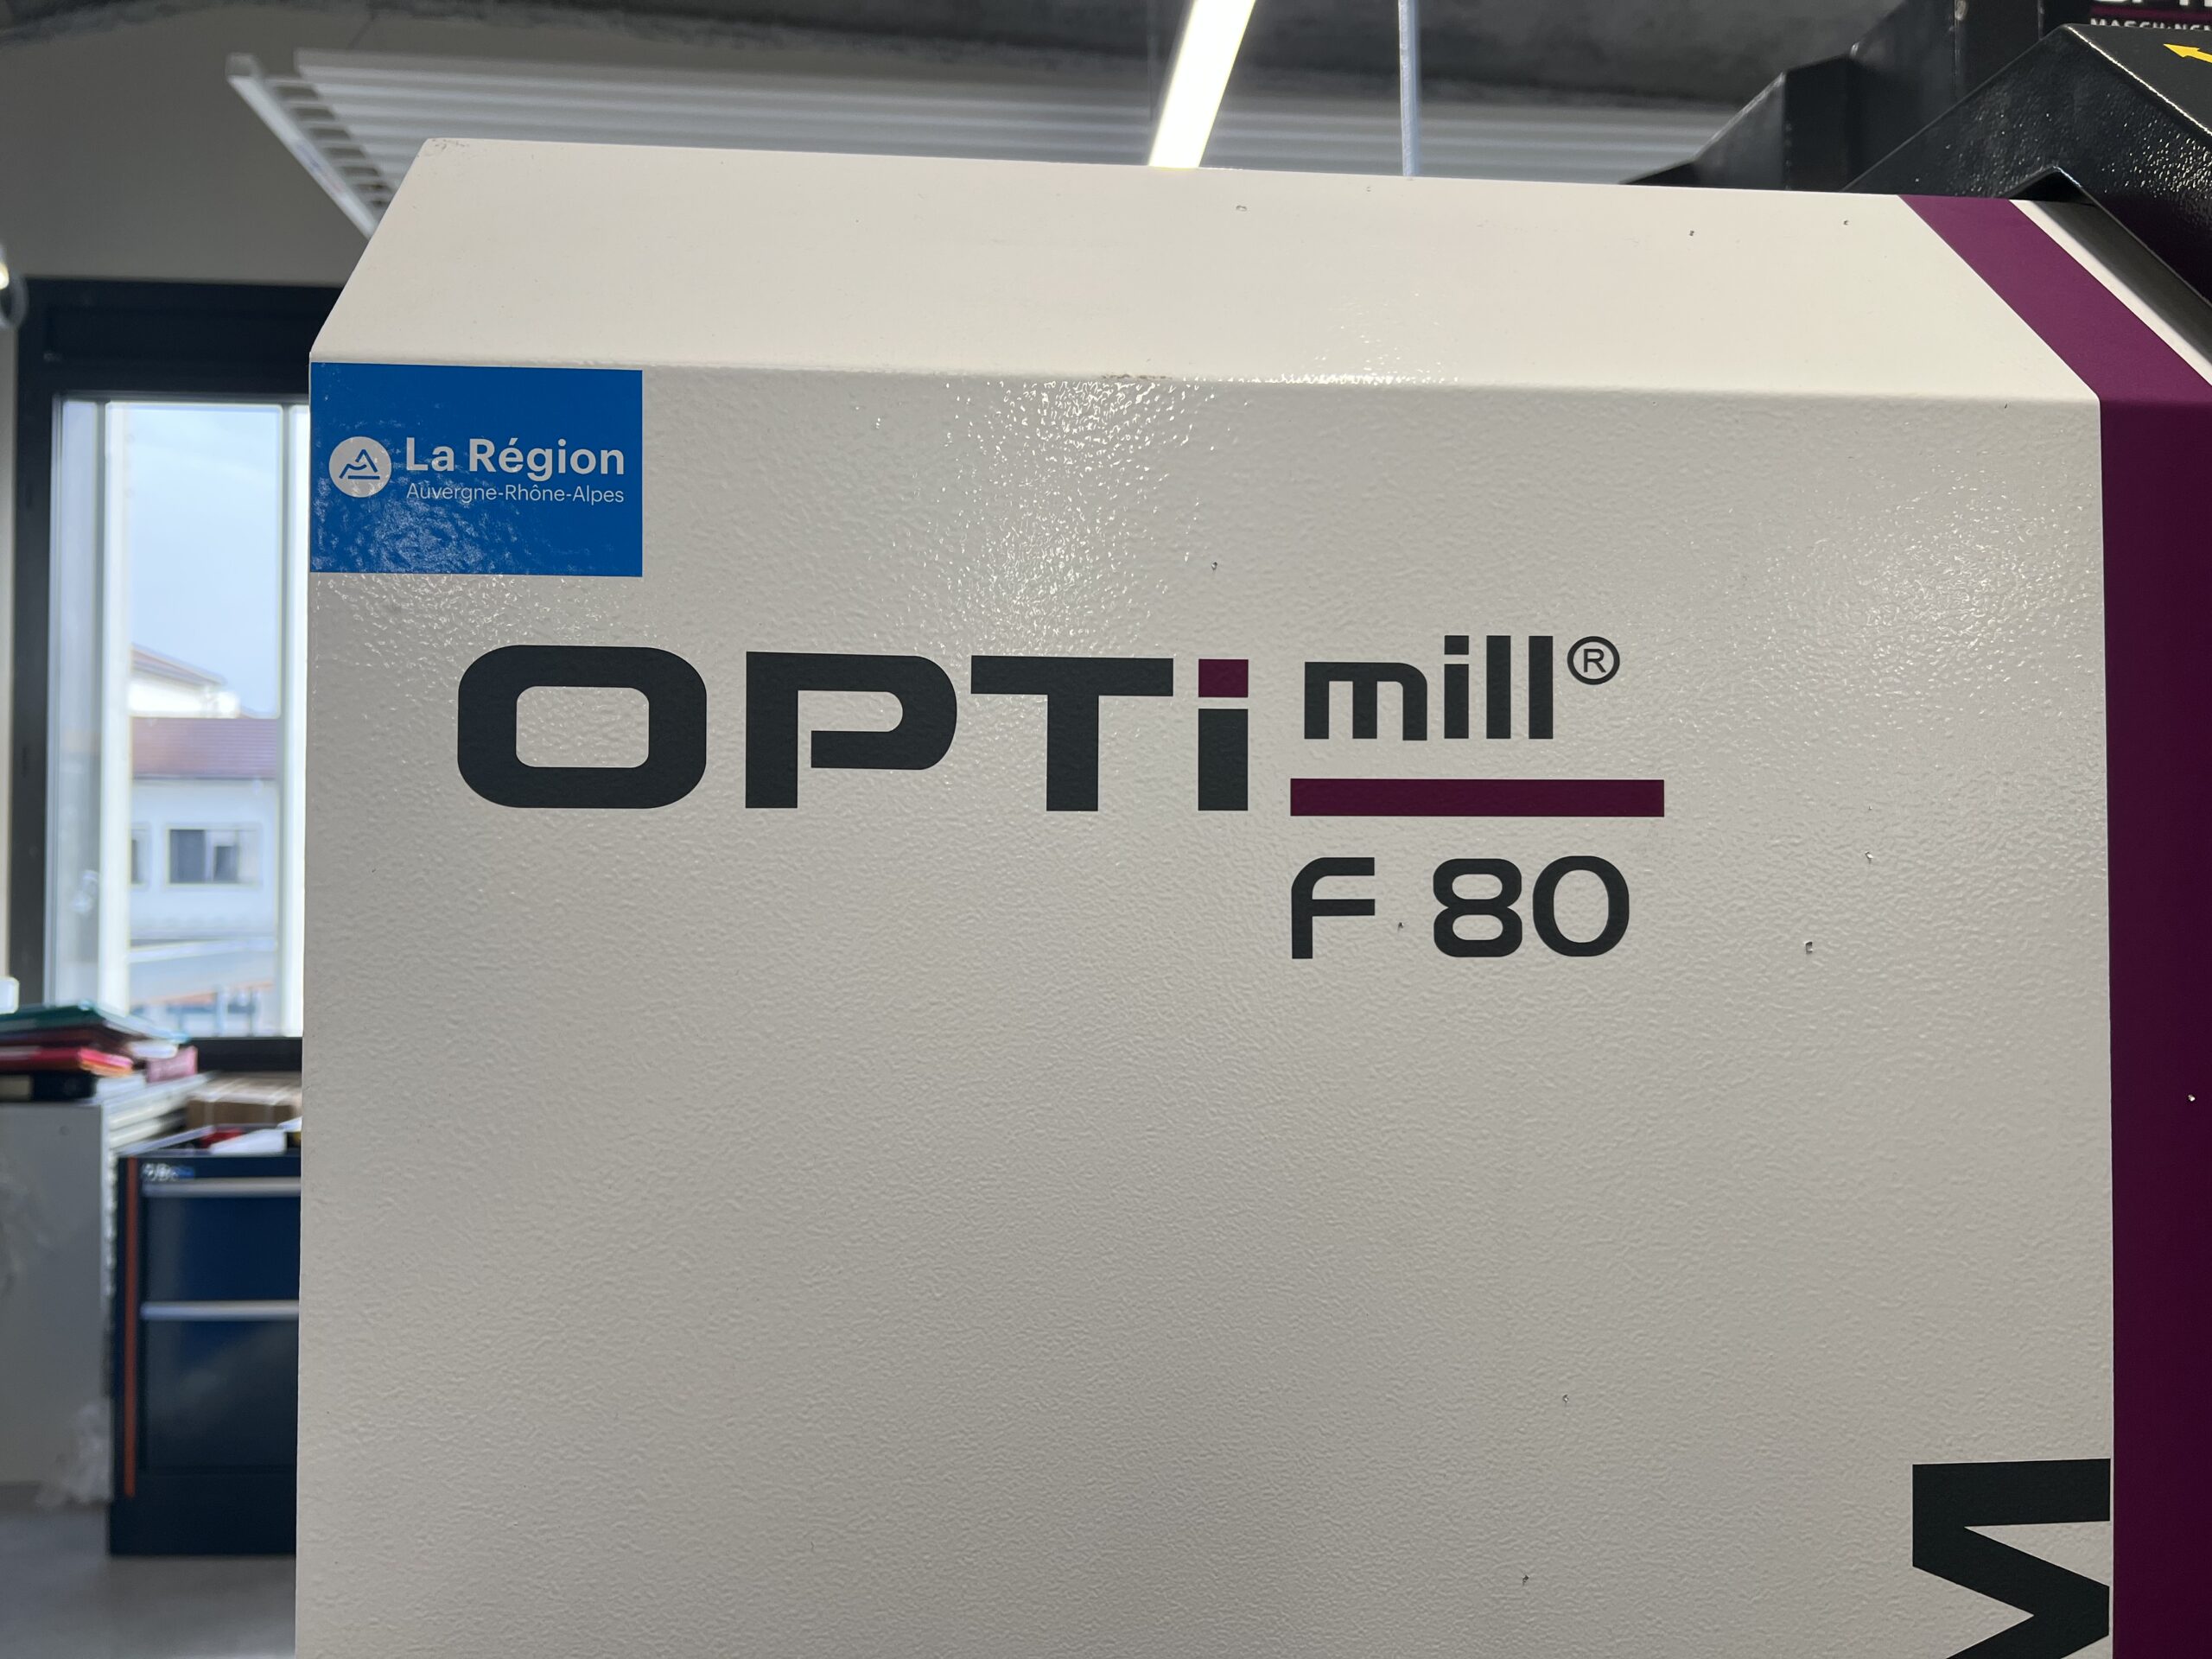 La Région
Auvergne-Rhône-Alpes
OPTi mill®
F 80